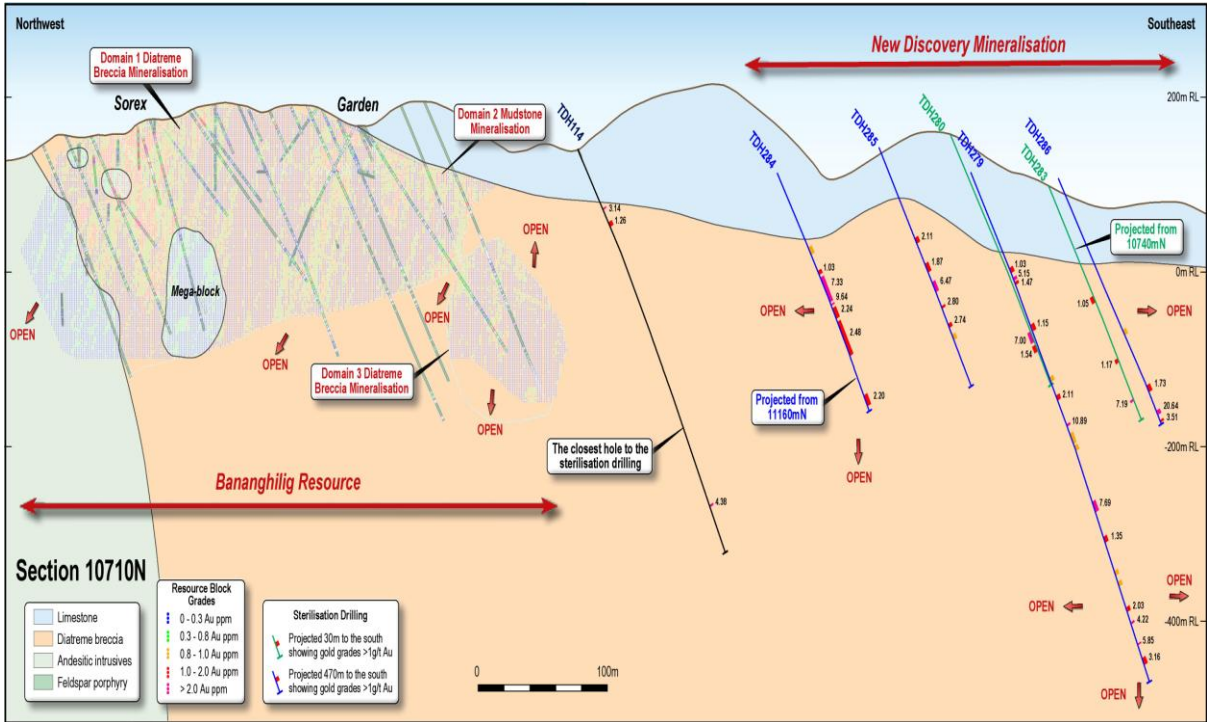 Northwest
Southeast
New Discovery Mineralisation
Domain 1 Diatreme
Breccia Mineralisation
Sorex
Garden
Domain 2 Mudstone
Mineralisation
200m RL
TDH114
TDH284
TDH285
TDH280
TDH279
TDH283
TDH286
Projected from
10740mN
3.14
1.26
OPEN
2.11
1.87
6.47
2.80
2.74
1.03
5.15
1.47
1.15
7.00
1.54
2.11
10.89
7.69
1.35
2.03
4.22
5.85
3.16
1.03
7.33
9.64
2.24
2.48
2.20
1.05
1.17
7.19
1.73
20.64
3.51
0m RL
Mega-block
OPEN
OPEN
OPEN
OPEN
OPEN
OPEN
Domain 3 Diatreme
Breccia Mineralisation
OPEN
Projected from
11160mN
The closest hole to the
sterilisation drilling
OPEN
-200m RL
Bananghilig Resource
4.38
OPEN
OPEN
-400m RL
OPEN
Section 10710N
Limestone
Diatreme breccia
Andesitic intrusives
Feldspar porphyry
Resource Block
Grades
0 - 0.3 Au ppm
0.3 - 0.8 Au ppm
0.8 - 1.0 Au ppm
1.0 - 2.0 Au ppm
> 2.0 Au ppm
Sterilisation Drilling
Projected 30m to the south
showing gold grades >1g/t Au
Projected 470m to the south
showing gold grades >1g/t Au
0
100m